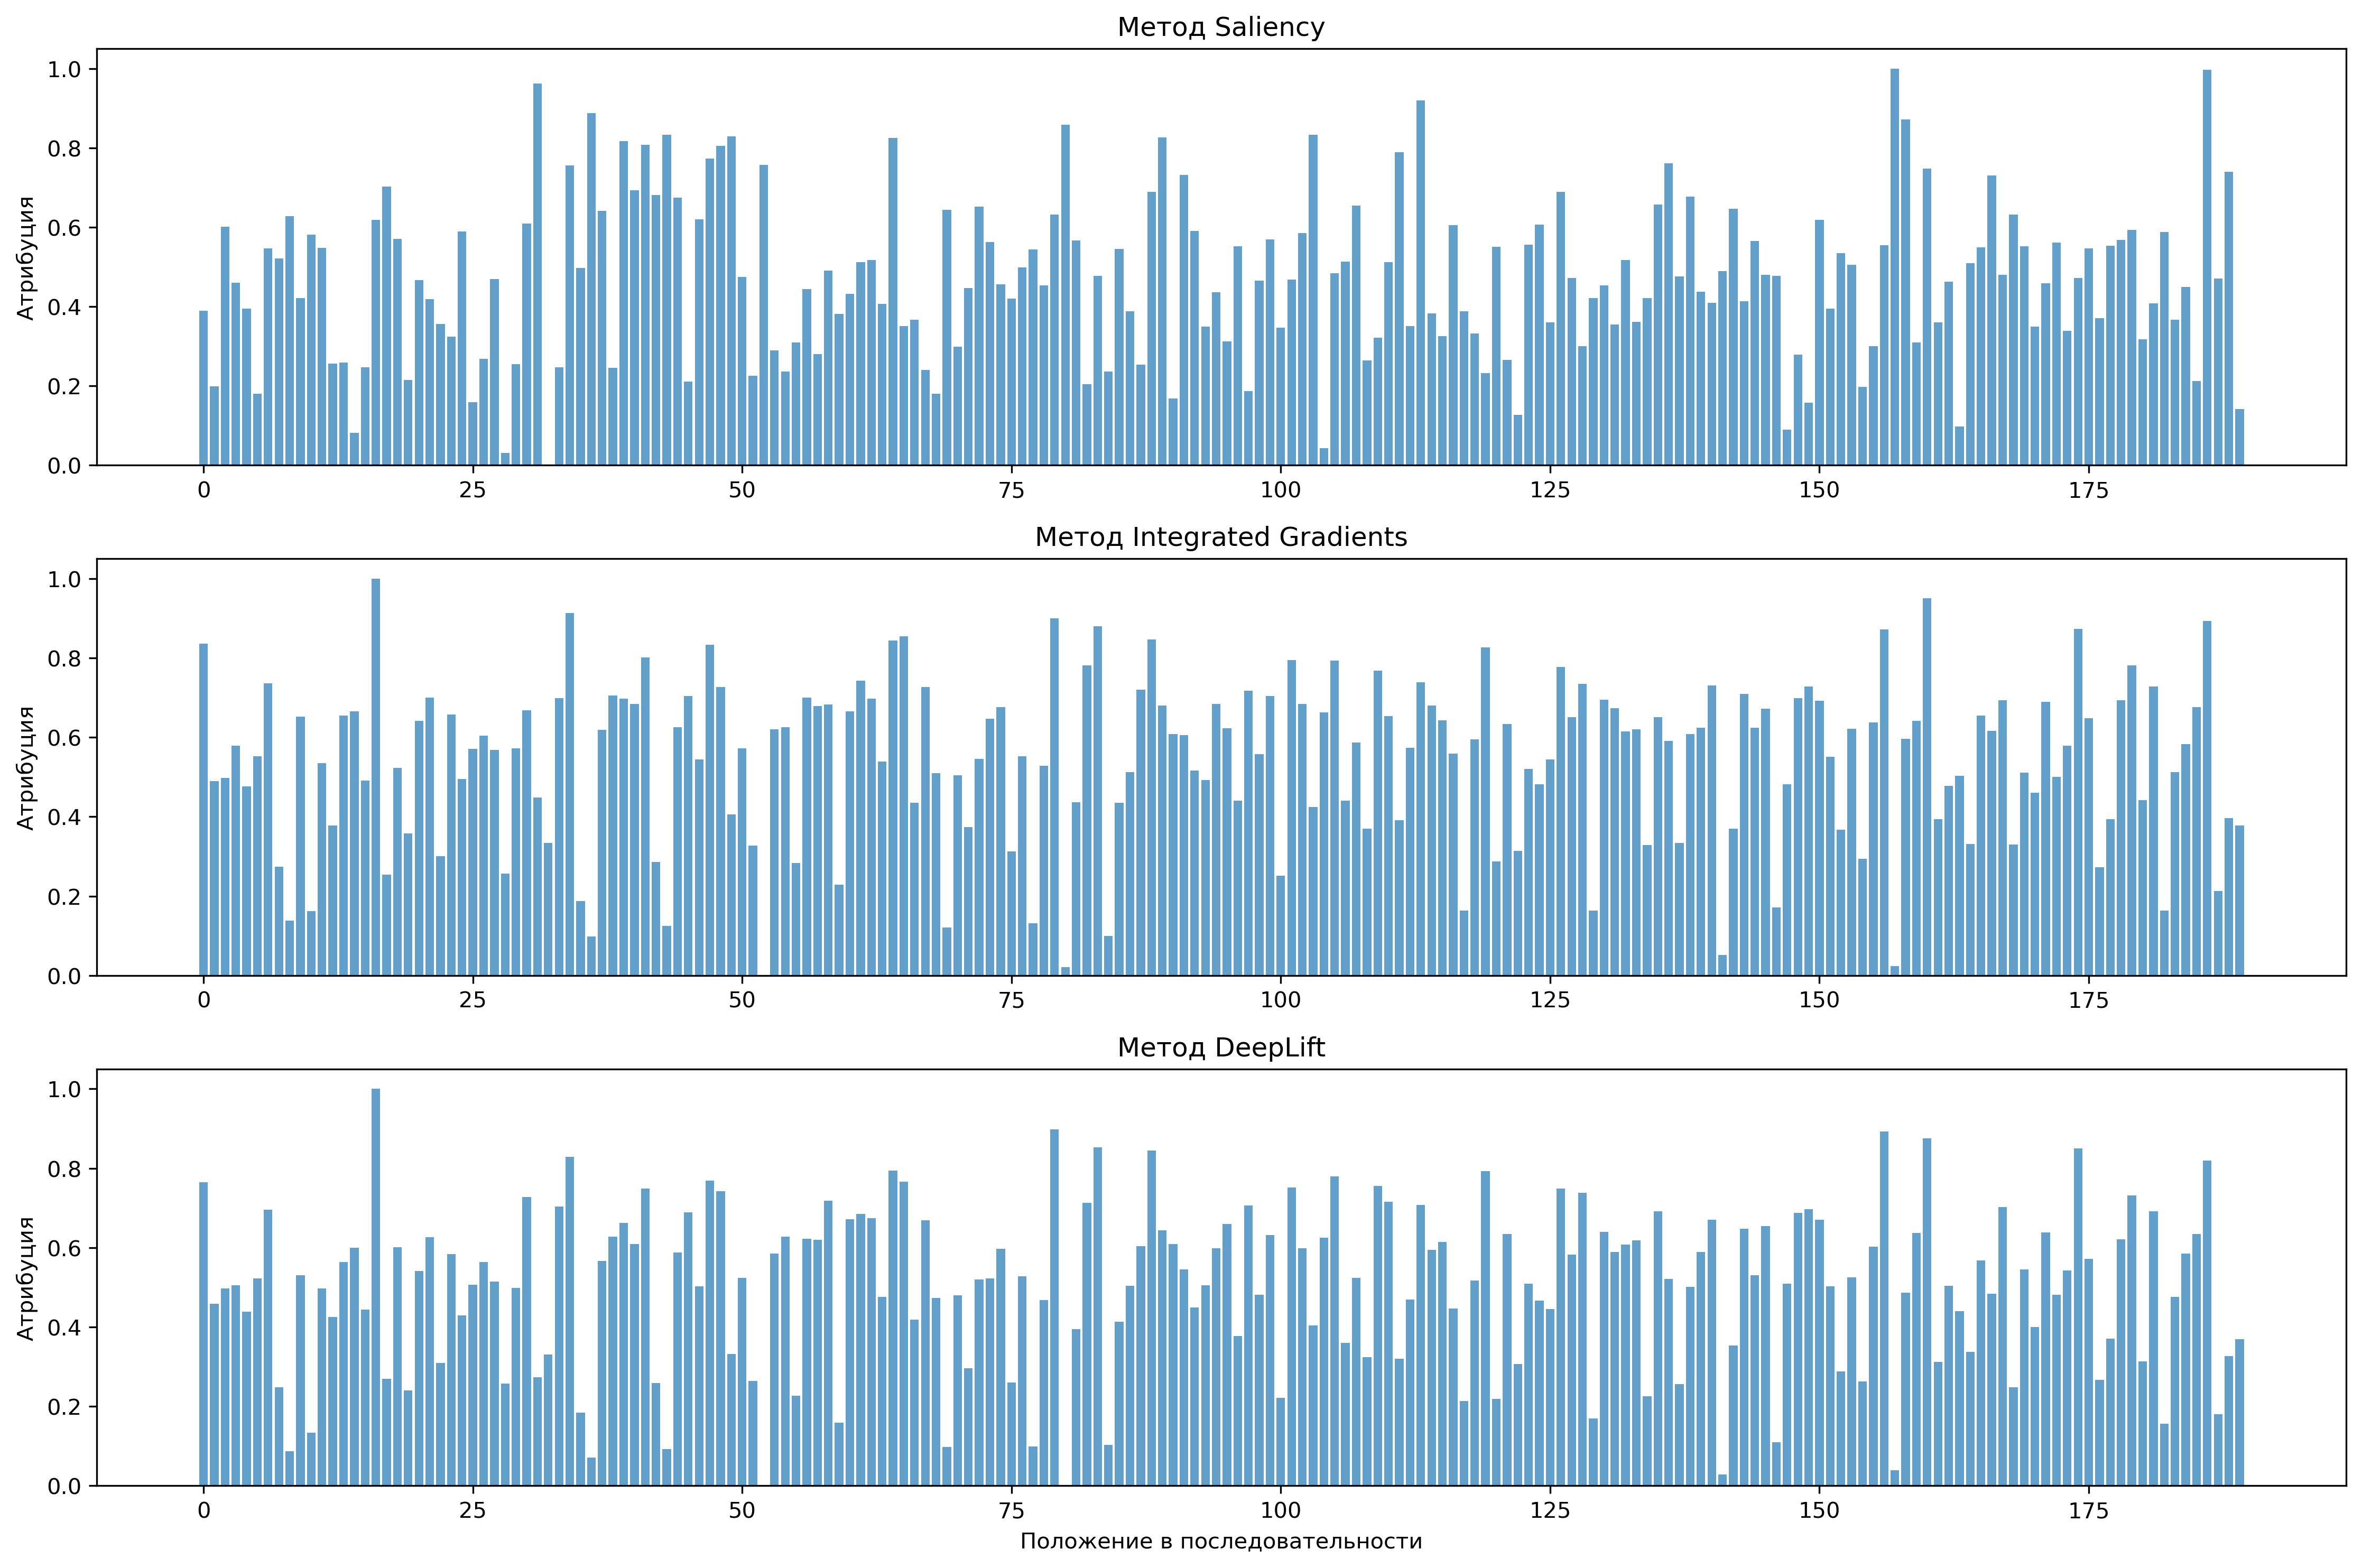 Метод Saliency
Атрибуция
1.0
0.8
0.6
0.4
0.2
0.0
0 25 50 75 100 125 150 175
Метод Integrated Gradients
Атрибуция
1.0
0.8
0.6
0.4
0.2
0.0
0 25 50 75 100 125 150 175
Метод DeepLift
Атрибуция
1.0
0.8
0.6
0.4
0.2
0.0
0 25 50 75 100 125 150 175
Положение в последовательности